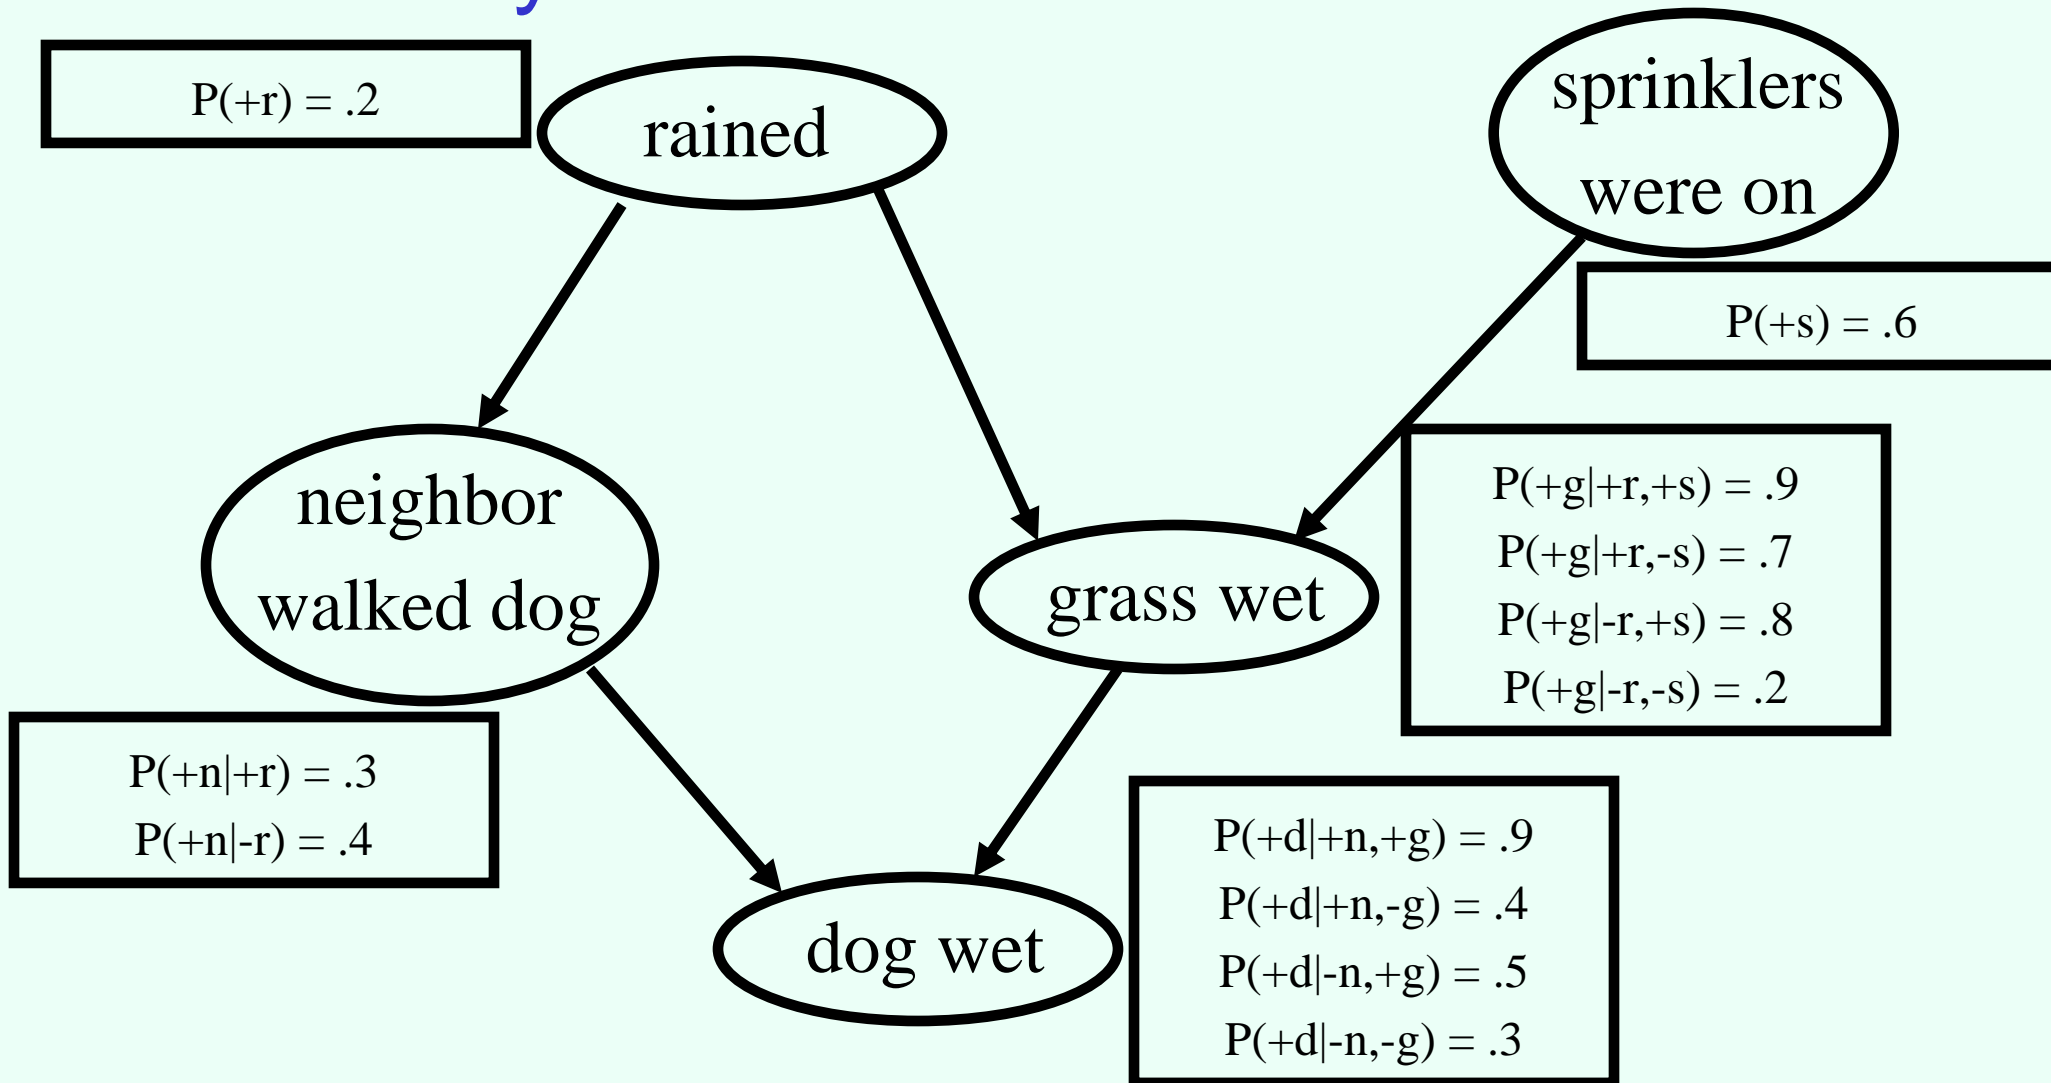 P(+r) = .2
rained
sprinklers
were on
P(+s) = .6
neighbor
walked dog
grass wet
P(+g|+r,+s) = .9
P(+g|+r,-s) = .7
P(+g|-r,+s) = .8
P(+g|-r,-s) = .2
P(+n|+r) = .3
P(+n|-r) = .4
dog wet
P(+d|+n,+g) = .9
P(+d|+n,-g) = .4
P(+d|-n,+g) = .5
P(+d|-n,-g) = .3